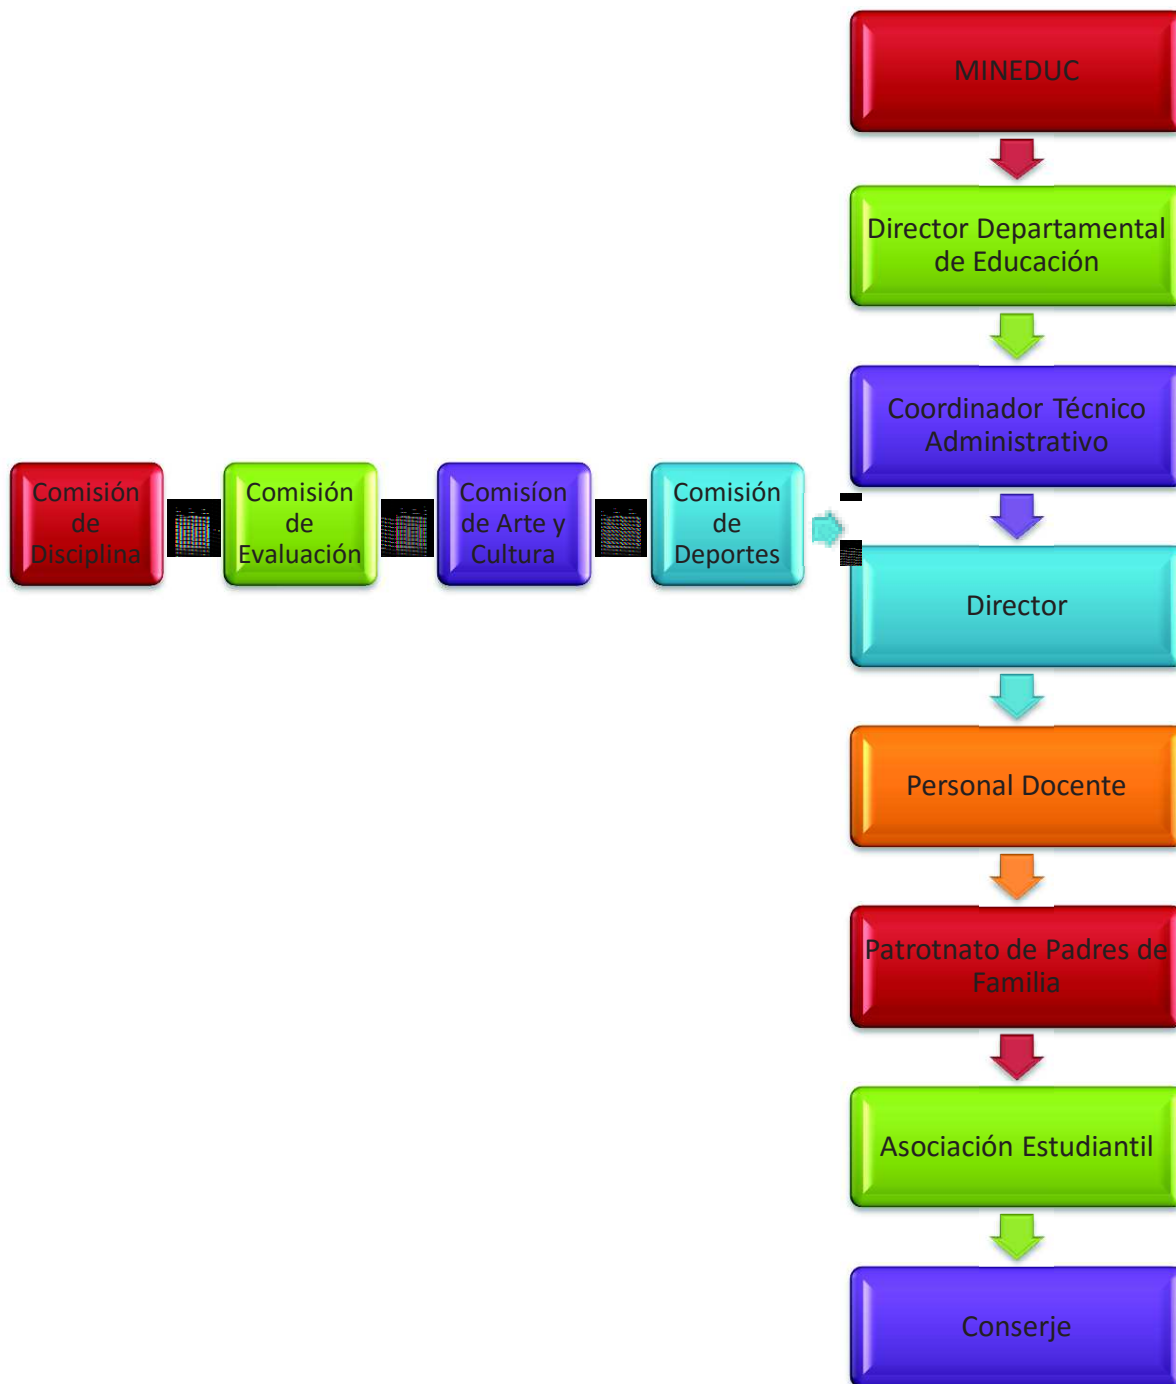 MINEDUC
Director Departamental
de Educación
Coordinador Técnico
Administrativo
Comisión
de
Disciplina
Comisión
de
Evaluación
Comisíon
de Arte y
Cultura
Comisión
de
Deportes
Director
Personal Docente
Patrotnato de Padres de
Familia
Asociación Estudiantil
Conserje